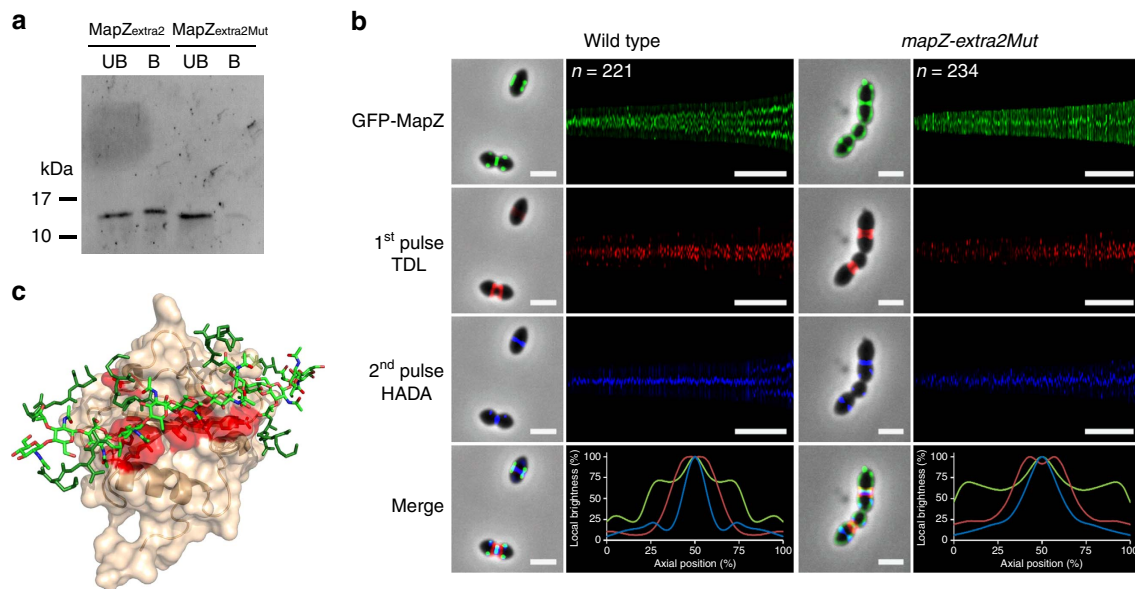 a
MapZextra2 MapZextra2Mut
UB B UB B
kDa
17
10
b
Wild type
mapZ-extra2Mut
GFP-MapZ
n = 221
n = 234
1st pulse
TDL
2nd pulse
HADA
Merge
Local brightness (%)
100
75
50
25
0
0 25 50 75 100
Axial position (%)
Local brightness (%)
100
75
50
25
0
0 25 50 75 100
Axial position (%)
c